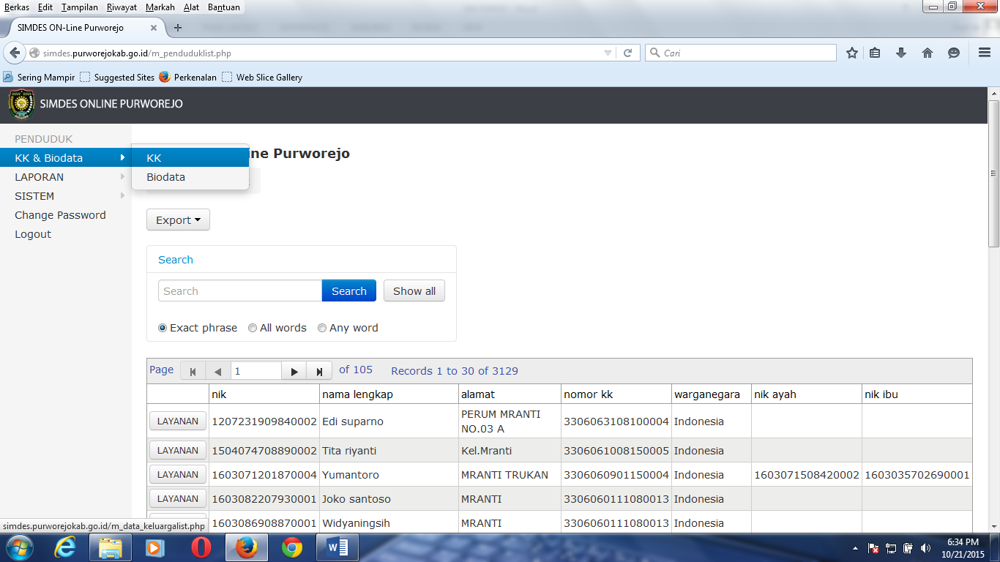 Berkas Edit Tampilan Riwayat Markah Alat Bantuan
SIMDES ON-Line Purworejo
simdes.purworejokab.go.id/m_penduduklist.php
Cari
Sering Mampir Suggested Sites Perkenalan Web Slice Gallery
SIMDES ONLINE PURWOREJO
PENDUDUK
KK & Biodata
LAPORAN
SISTEM
Change Password
Logout
KK
Biodata
ine Purworejo
Export
Search
Search Search Show all
Exact phrase All words Any word
Page 1 of 105 Records 1 to 30 of 3129
nik nama lengkap alamat nomor kk warganegara nik ayah nik ibu
LAYANAN 1207231909840002 Edi suparno PERUM MRANTI NO.03 A 3306063108100004 Indonesia
LAYANAN 1504074708890002 Tita riyanti Kel.Mranti 3306061008150005 Indonesia
LAYANAN 1603071201870004 Yumantoro MRANTI TRUKAN 3306060901150004 Indonesia 1603071508420002 1603035702690001
LAYANAN 1603082207930001 Joko santoso MRANTI 3306060111080013 Indonesia
LAYANAN 1603086908870001 Widyaningsih MRANTI 3306060111080013 Indonesia
simdes.purworejokab.go.id/m_data_keluargalist.php
6:34 PM
10/21/2015